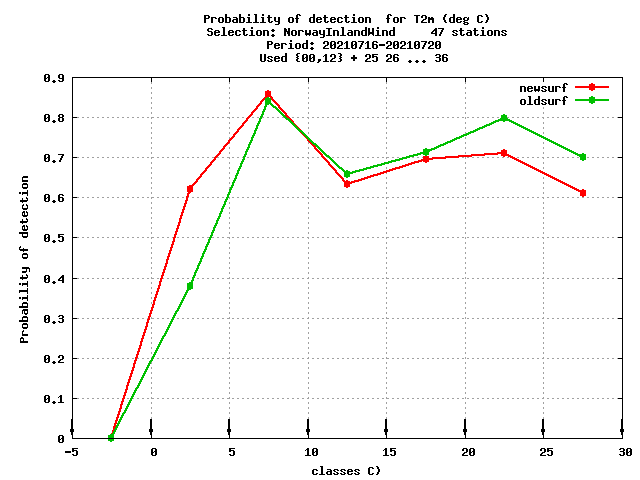 Probability of detection  for T2m (deg C)
Selection: NorwayInlandWind     47 stations
Period: 20210716-20210720
Used {00,12} + 25 26 ... 36
newsurf
oldsurf
Probability of detection
0.9
0.8
0.7
0.6
0.5
0.4
0.3
0.2
0.1
0
-5 0 5 10 15 20 25 30
classes C)